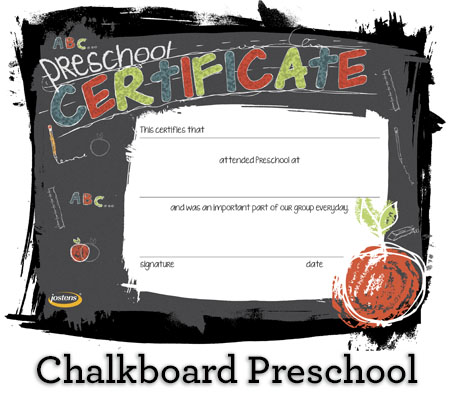 ABC...
preschool
CERTIFICATE
This certifies that
attended Preschool at
and was an important part of our group everyday.
ABC...
signature date
jostens
Chalkboard Preschool